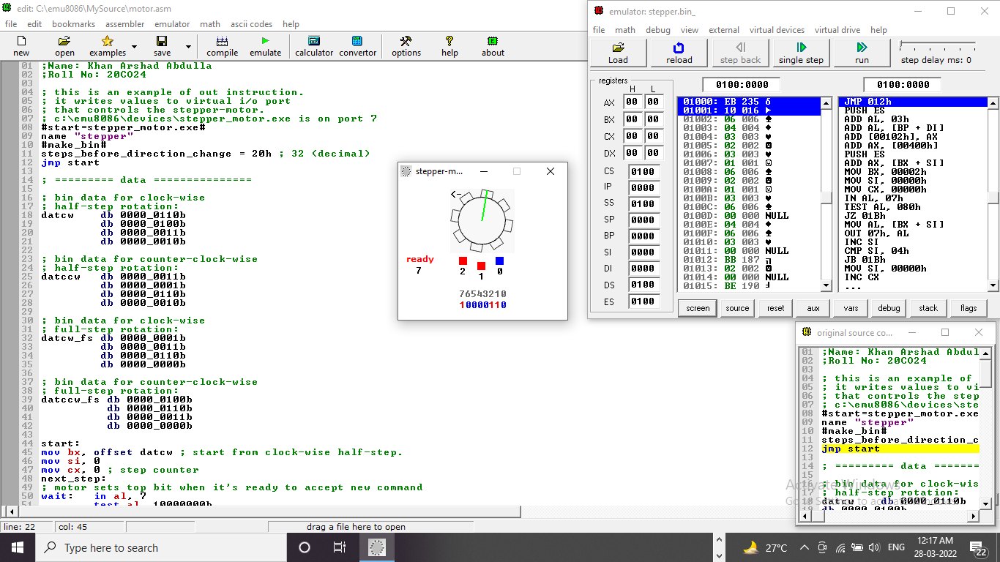 edit: C:\emu8086\MySource\motor.asm
file edit bookmarks assembler emulator math ascii codes help
new open examples save compile emulate calculator convertor options help about
01 ;Name: Khan Arshad Abdulla
02 ;Roll No: 20CO24
03
04 ; this is an example of out instruction.
05 ; it writes values to virtual i/o port
06 ; that controls the stepper-motor.
07 ; c:\emu8086\devices\stepper_motor.exe is on port 7
08 #start=stepper_motor.exe#
09 name "stepper"
10 #make_bin#
11 steps_before_direction_change = 20h ; 32 (decimal)
12 jmp start
13
14 ; ========= data ===============
15
16 ; bin data for clock-wise
17 ; half-step rotation:
18 datcw    db 0000_0110b
19          db 0000_0100b
20          db 0000_0011b
21          db 0000_0010b
22
23 ; bin data for counter-clock-wise
24 ; half-step rotation:
25 datccw   db 0000_0011b
26          db 0000_0001b
27          db 0000_0110b
28          db 0000_0010b
29
30 ; bin data for clock-wise
31 ; full-step rotation:
32 datcw_fs db 0000_0001b
33          db 0000_0011b
34          db 0000_0110b
35          db 0000_0000b
36
37 ; bin data for counter-clock-wise
38 ; full-step rotation:
39 datccw_fs db 0000_0100b
40           db 0000_0110b
41           db 0000_0011b
42           db 0000_0000b
43
44 start:
45 mov bx, offset datcw ; start from clock-wise half-step.
46 mov si, 0
47 mov cx, 0 ; step counter
48 next_step:
49 ; motor sets top bit when it's ready to accept new command
50 wait:   in al, 7
51         test al, 10000000b
line: 22 col: 45 drag a file here to open
stepper-m...
<-
ready
7
2 1 0
76543210
10000110
emulator: stepper.bin_
file math debug view external virtual devices virtual drive help
Load reload step back single step run step delay ms: 0
registers
H L
AX 00 00
BX 00 00
CX 00 00
DX 00 00
CS 0100
IP 0000
SS 0100
SP 0000
BP 0000
SI 0000
DI 0000
DS 0100
ES 0100
0100:0000
01000: EB 235 δ
01001: 10 016 ►
01002: 06 006 ♠
01003: 04 004 ♦
01004: 03 003 ♥
01005: 02 002 ☻
01006: 03 003 ♥
01007: 01 001 ☺
01008: 06 006 ♠
01009: 02 002 ☻
0100A: 01 001 ☺
0100B: 03 003 ♥
0100C: 06 006 ♠
0100D: 00 000 NULL
0100E: 04 004 ♦
0100F: 06 006 ♠
01010: 03 003 ♥
01011: 00 000 NULL
01012: BB 187 ╗
01013: 02 002 ☻
01014: 00 000 NULL
01015: BE 190 ╛
0100:0000
JMP 012h
PUSH ES
ADD AL, 03h
ADD AL, [BP + DI]
ADD [00102h], AX
ADD AX, [00400h]
PUSH ES
ADD AX, [BX + SI]
MOV BX, 00002h
MOV SI, 00000h
MOV CX, 00000h
IN AL, 07h
TEST AL, 080h
JZ 01Bh
MOV AL, [BX + SI]
OUT 07h, AL
INC SI
CMP SI, 04h
JB 01Bh
MOV SI, 00000h
INC CX
...
screen source reset aux vars debug stack flags
original source co...
01 ;Name: Khan Arshad Abdul
02 ;Roll No: 20CO24
03
04 ; this is an example of
05 ; it writes values to vi
06 ; that controls the step
07 ; c:\emu8086\devices\ste
08 #start=stepper_motor.exe
09 name "stepper"
10 #make_bin#
11 steps_before_direction_c
12 jmp start
13
14 ; ========= data =======
15
16 ; bin data for clock-wis
17 ; half-step rotation:
18 datcw    db 0000_0110b
19 db 0000_0100b
Activate Windows
Type here to search
27°C ENG 12:17 AM
28-03-2022
22